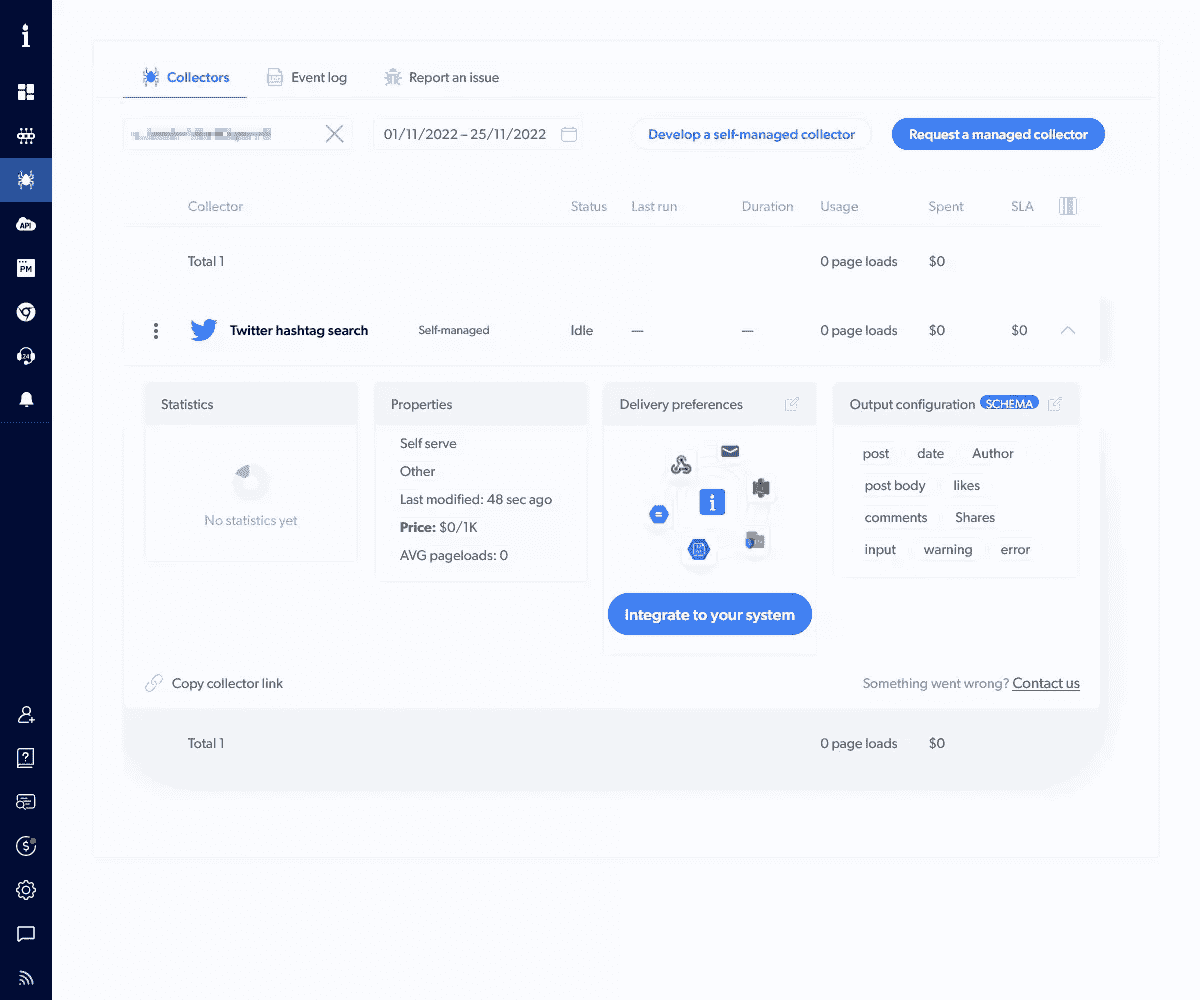 Collectors Event log Report an issue
01/11/2022 – 25/11/2022 Develop a self-managed collector Request a managed collector
Collector Status Last run Duration Usage Spent SLA
Total 1 0 page loads $0
Twitter hashtag search Self-managed Idle — — 0 page loads $0 $0
Statistics Properties Delivery preferences Output configuration SCHEMA
Self serve
Other
Last modified: 48 sec ago
Price: $0/1K
AVG pageloads: 0
No statistics yet
post date Author
post body likes
comments Shares
input warning error
Integrate to your system
Copy collector link Something went wrong? Contact us
Total 1 0 page loads $0
API
PM
24